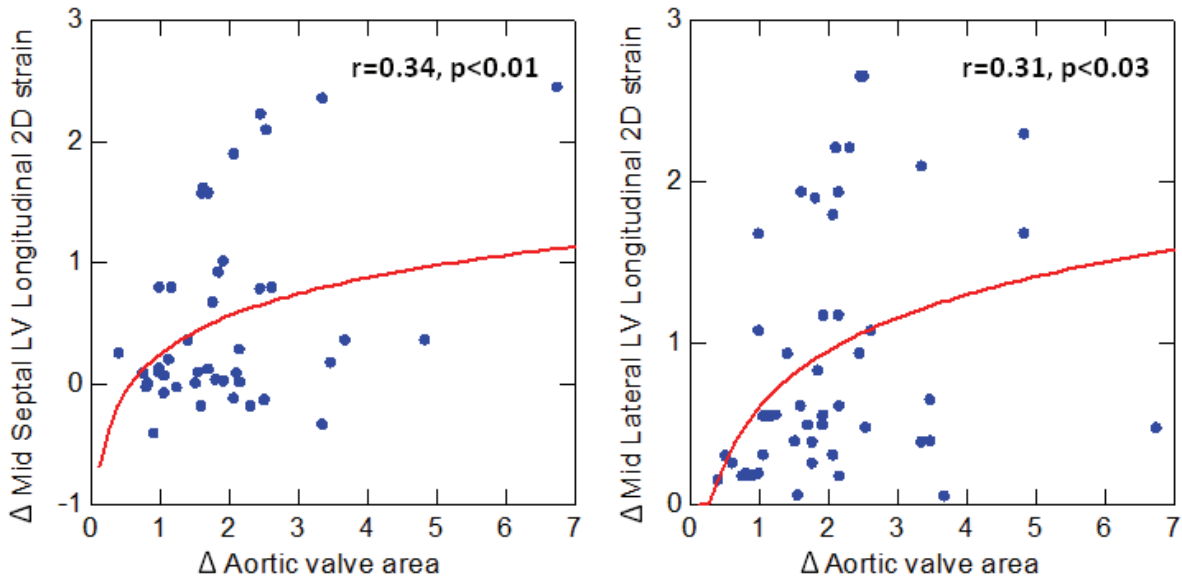 Δ Mid Septal LV Longitudinal 2D strain
3
2
1
0
-1
r=0.34, p<0.01
0 1 2 3 4 5 6 7
Δ Aortic valve area
Δ Mid Lateral LV Longitudinal 2D strain
3
2
1
0
r=0.31, p<0.03
0 1 2 3 4 5 6 7
Δ Aortic valve area